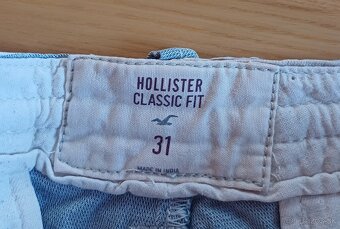 HOLLISTER
CLASSIC FIT
31
MADE IN INDIA